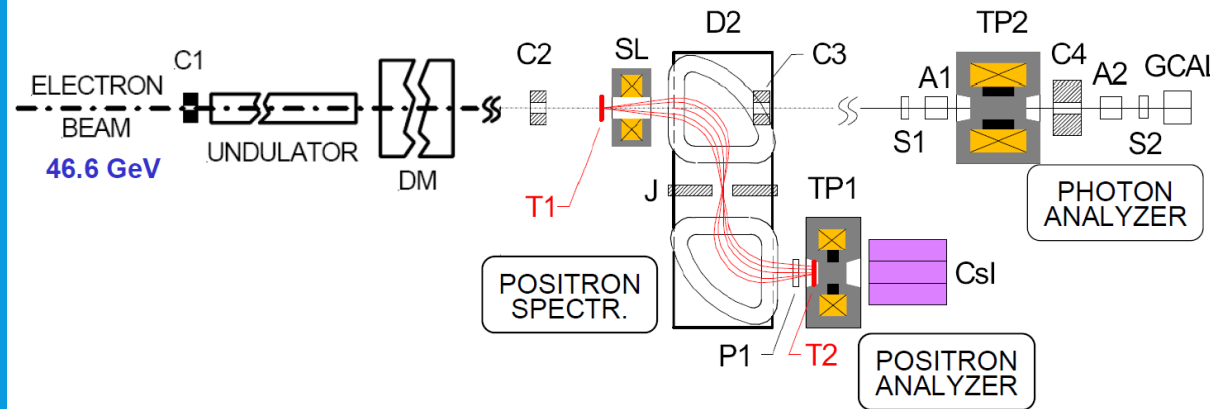 C1
ELECTRON
BEAM
46.6 GeV
UNDULATOR
DM
C2
T1
SL
D2
C3
J
TP1
POSITRON
SPECTR.
P1
T2
CsI
POSITRON
ANALYZER
S1
A1
TP2
C4
A2
S2
GCAL
PHOTON
ANALYZER